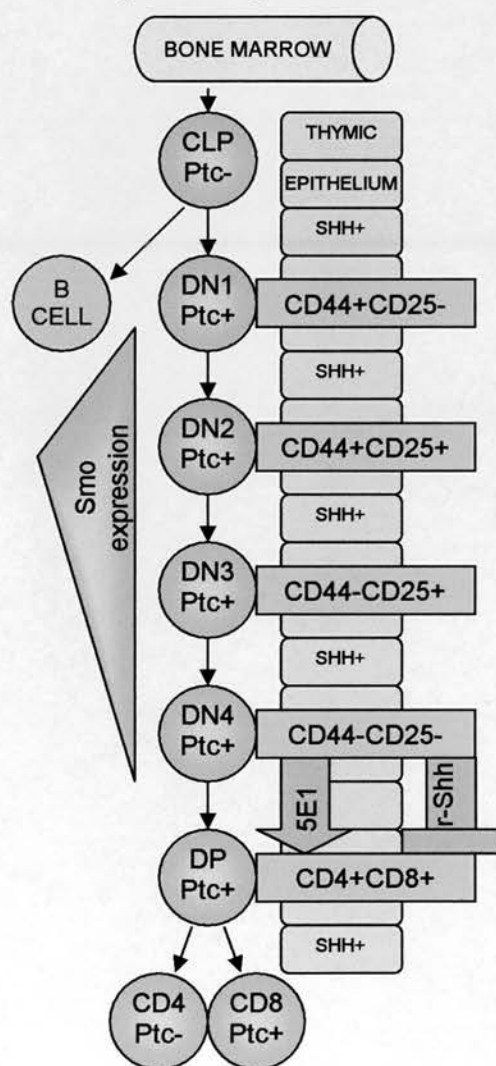 BONE MARROW
CLP
Ptc-
THYMIC
EPITHELIUM
SHH+
B
CELL
DN1
Ptc+
CD44+CD25-
SHH+
DN2
Ptc+
CD44+CD25+
Smo
expression
SHH+
DN3
Ptc+
CD44-CD25+
SHH+
DN4
Ptc+
CD44-CD25-
5E1
r-Shh
DP
Ptc+
CD4+CD8+
SHH+
CD4
Ptc-
CD8
Ptc+